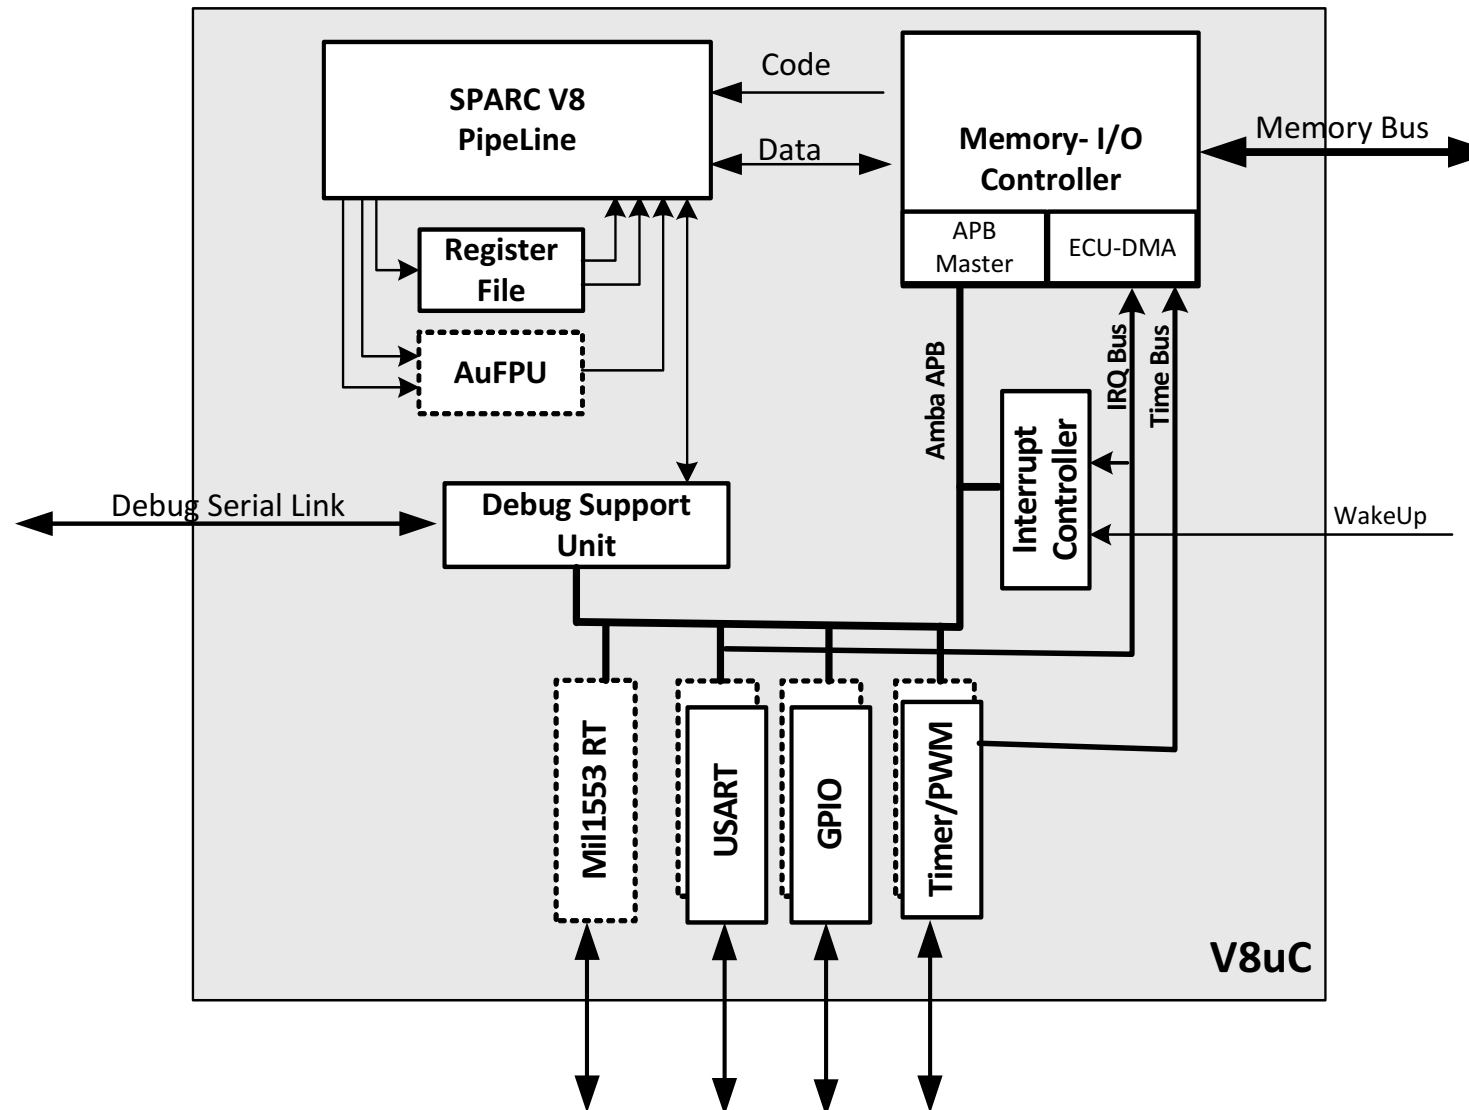 Code
SPARC V8
PipeLine
Data
Memory- I/O
Controller
Memory Bus
APB
Master
ECU-DMA
Register
File
AuFPU
Amba APB
IRQ Bus
Time Bus
Interrupt
Controller
Debug Serial Link
Debug Support
Unit
WakeUp
Mil1553 RT
USART
GPIO
Timer/PWM
V8uC